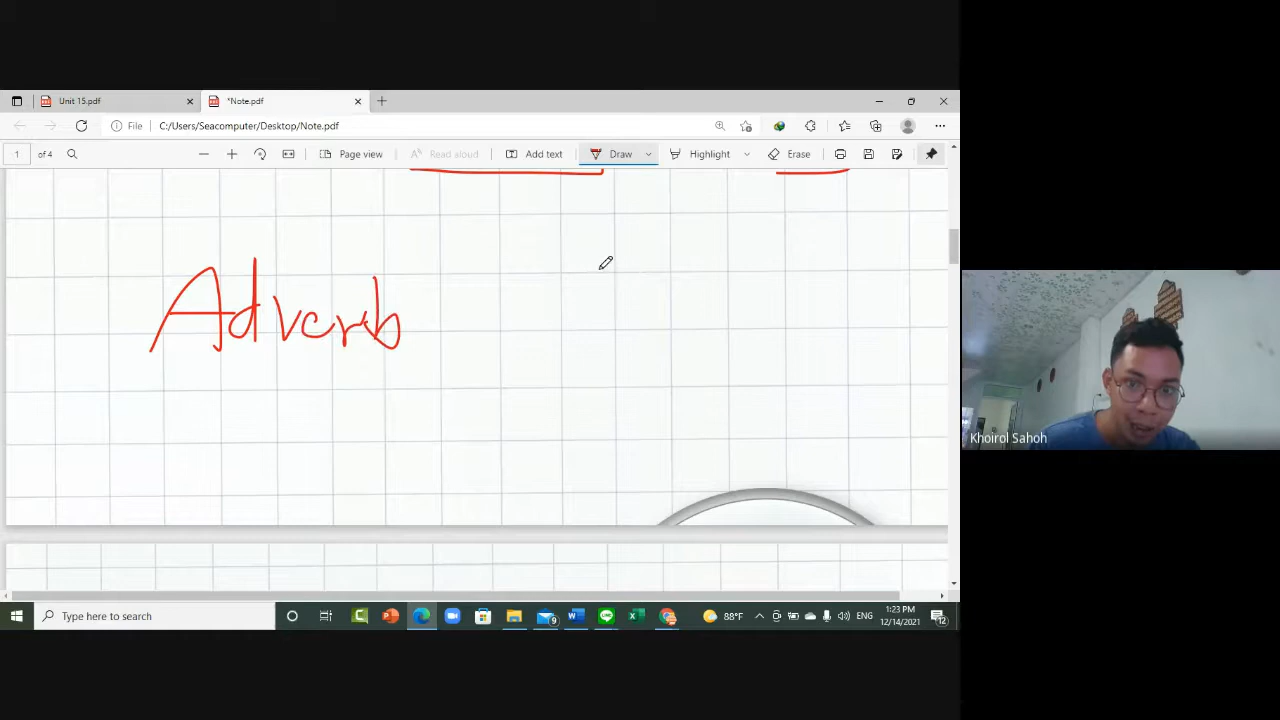 Unit 15.pdf
*Note.pdf
File
C:/Users/Seacomputer/Desktop/Note.pdf
1 of 4
Page view
Read aloud
Add text
Draw
Highlight
Erase
Adverb
Khoirol Sahoh
Type here to search
9
88°F
ENG
1:23 PM
12/14/2021
12